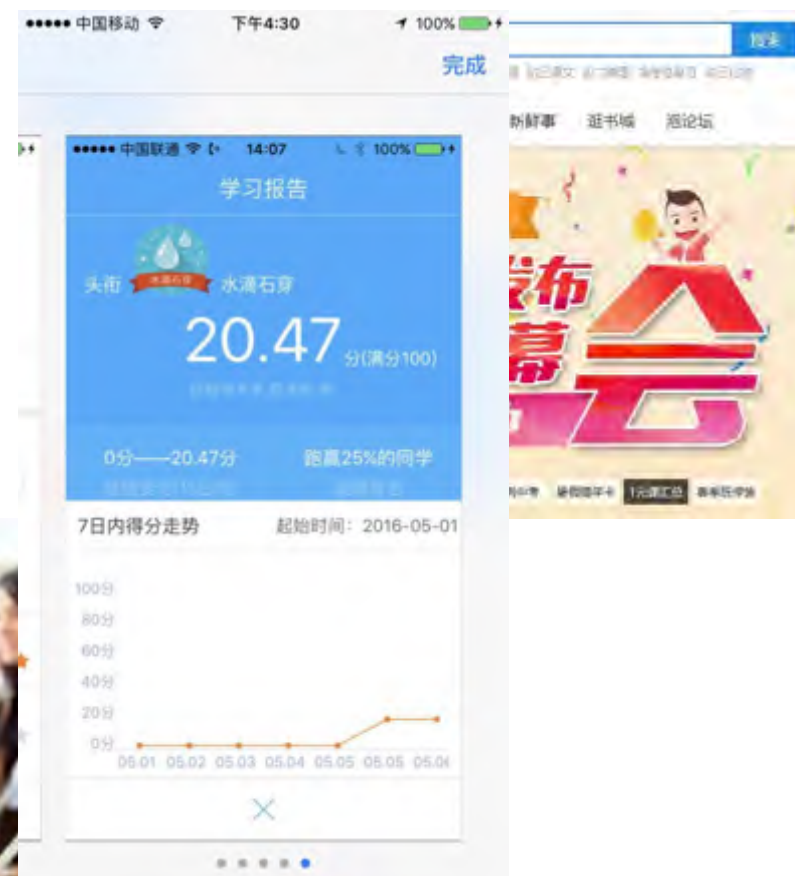 中国移动 下午4:30 100%
完成
中国联通 14:07 100%
学习报告
头衔 水滴石穿 水滴石穿
20.47 分(满分100)
0分——20.47分 跑赢25%的同学
7日内得分走势 起始时间：2016-05-01
100分
80分
60分
40分
20分
0分
05.01 05.02 05.03 05.04 05.05 05.05
搜索
新鲜事 逛书城 逛论坛
发布
幕
会
1元课汇总